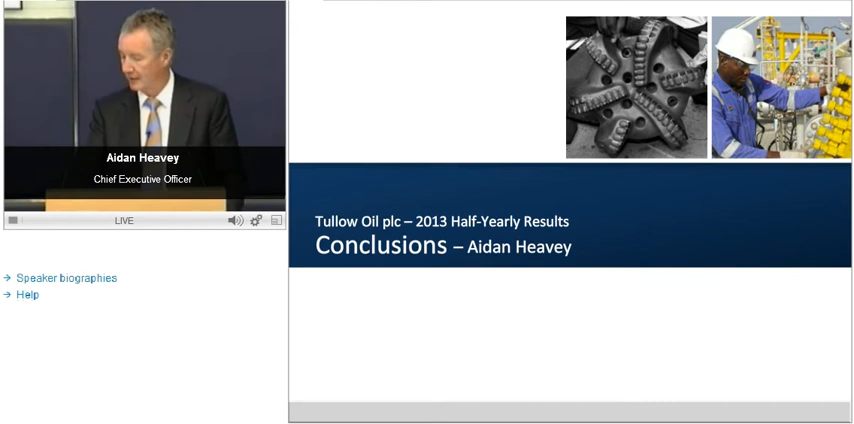 Aidan Heavey
Chief Executive Officer
LIVE
Speaker biographies
Help
Tullow Oil plc – 2013 Half-Yearly Results
Conclusions – Aidan Heavey